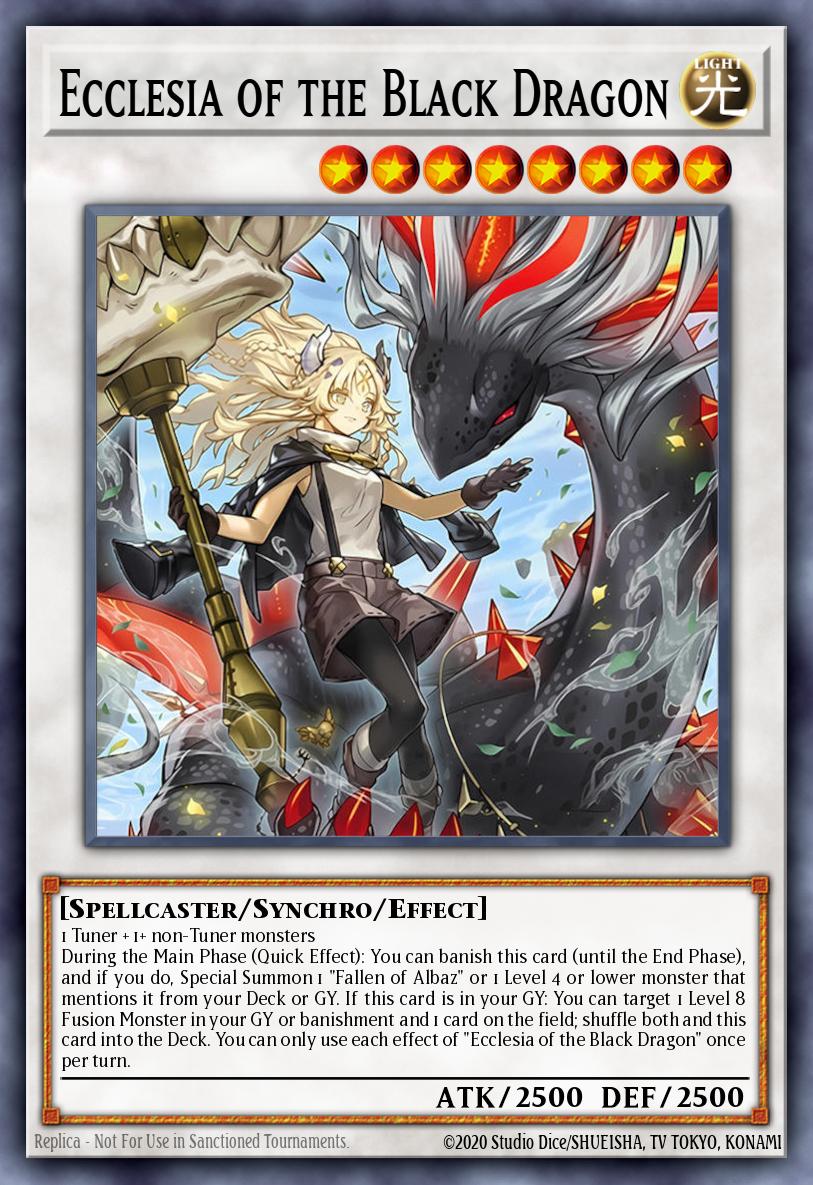 Ecclesia of the Black Dragon
LIGHT
光
[Spellcaster/Synchro/Effect]
1 Tuner + 1+ non-Tuner monsters
During the Main Phase (Quick Effect): You can banish this card (until the End Phase),
and if you do, Special Summon 1 "Fallen of Albaz" or 1 Level 4 or lower monster that
mentions it from your Deck or GY. If this card is in your GY: You can target 1 Level 8
Fusion Monster in your GY or banishment and 1 card on the field; shuffle both and this
card into the Deck. You can only use each effect of "Ecclesia of the Black Dragon" once
per turn.
ATK/2500 DEF/2500
Replica - Not For Use in Sanctioned Tournaments.
©2020 Studio Dice/SHUEISHA, TV TOKYO, KONAMI